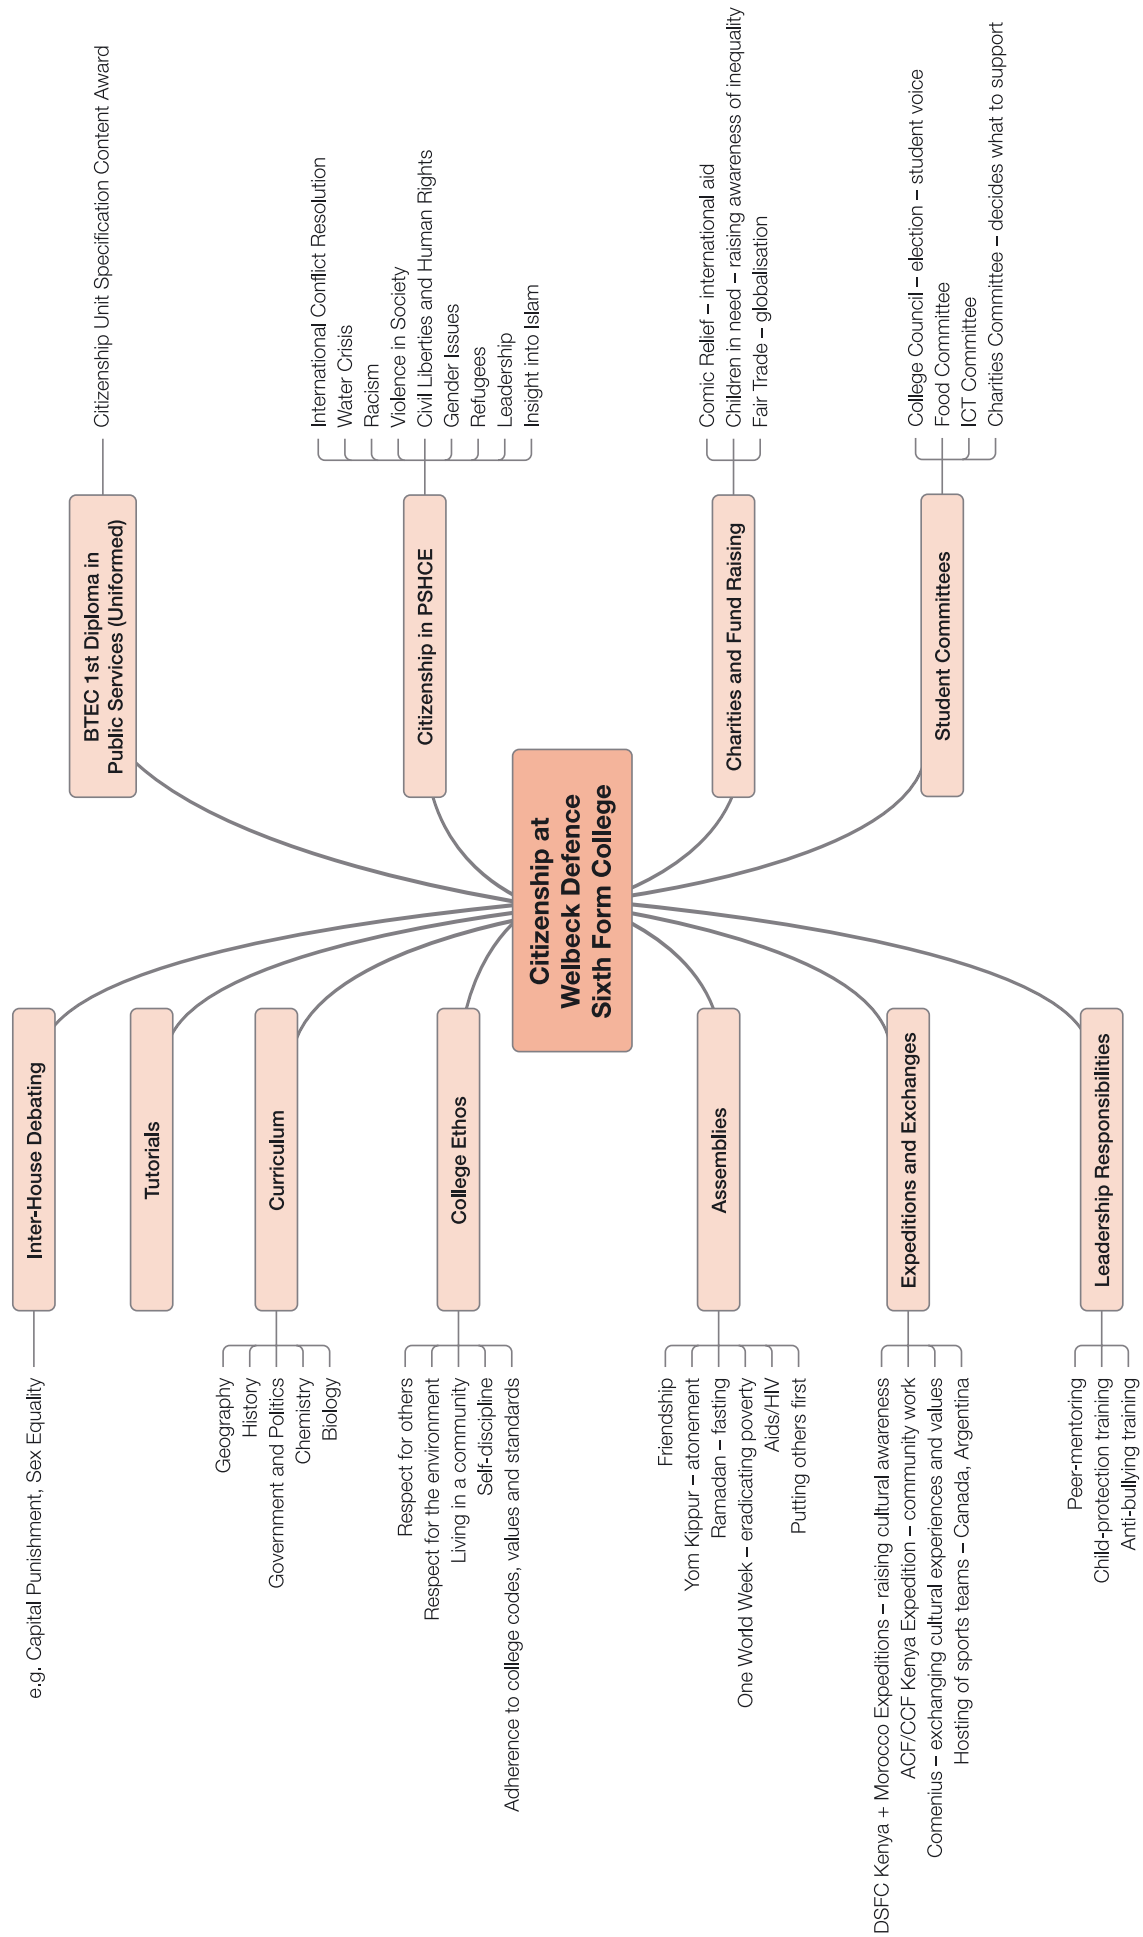 Citizenship at
Welbeck Defence
Sixth Form College
Inter-House Debating
e.g. Capital Punishment, Sex Equality
Tutorials
Curriculum
Geography
History
Government and Politics
Chemistry
Biology
College Ethos
Respect for others
Respect for the environment
Living in a community
Self-discipline
Adherence to college codes, values and standards
Assemblies
Friendship
Yom Kippur – atonement
Ramadan – fasting
One World Week – eradicating poverty
Aids/HIV
Putting others first
Expeditions and Exchanges
DSFC Kenya + Morocco Expeditions – raising cultural awareness
ACF/CCF Kenya Expedition – community work
Comenius – exchanging cultural experiences and values
Hosting of sports teams – Canada, Argentina
Leadership Responsibilities
Peer-mentoring
Child-protection training
Anti-bullying training
BTEC 1st Diploma in
Public Services (Uniformed)
Citizenship Unit Specification Content Award
Citizenship in PSHCE
International Conflict Resolution
Water Crisis
Racism
Violence in Society
Civil Liberties and Human Rights
Gender Issues
Refugees
Leadership
Insight into Islam
Charities and Fund Raising
Comic Relief – international aid
Children in need – raising awareness of inequality
Fair Trade – globalisation
Student Committees
College Council – election – student voice
Food Committee
ICT Committee
Charities Committee – decides what to support